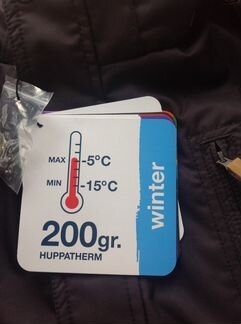 MAX -5°C
MIN -15°C
winter
200gr.
HUPPATHERM